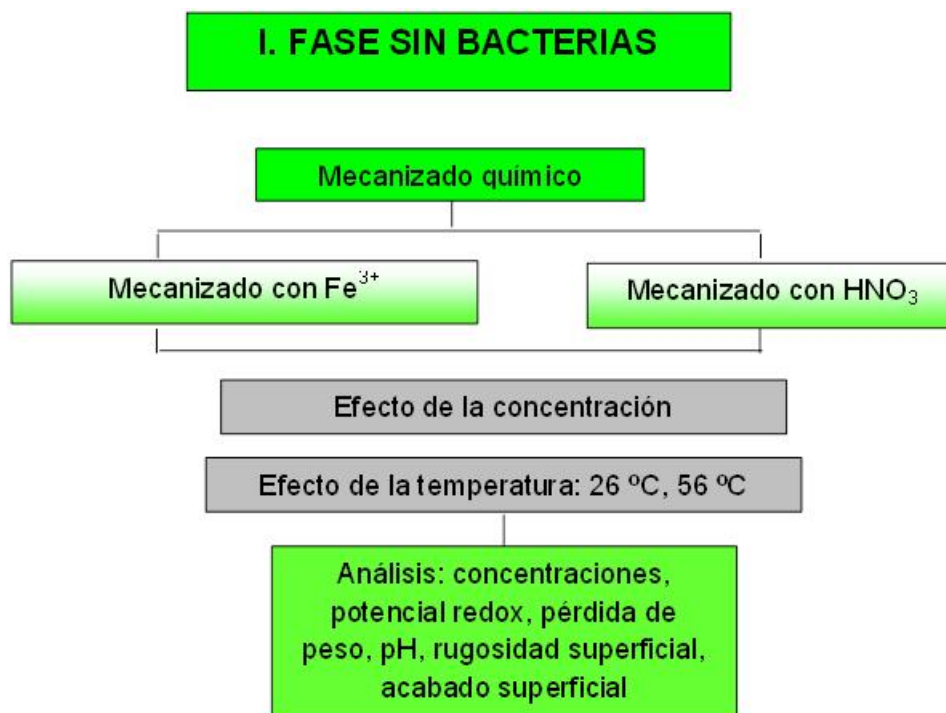 I. FASE SIN BACTERIAS
Mecanizado químico
Mecanizado con Fe³⁺
Mecanizado con HNO₃
Efecto de la concentración
Efecto de la temperatura: 26 ºC, 56 ºC
Análisis: concentraciones,
potencial redox, pérdida de
peso, pH, rugosidad superficial,
acabado superficial